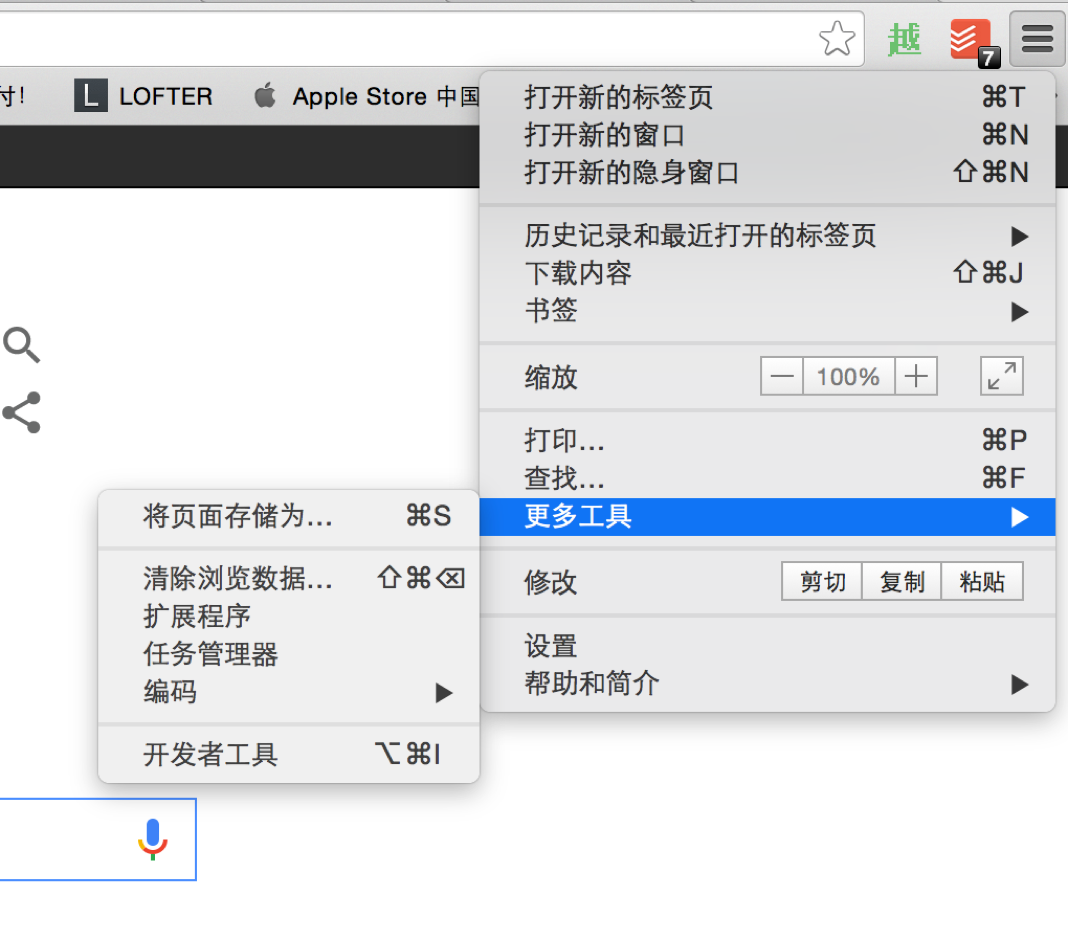 越
7
付!
L LOFTER
Apple Store 中国
打开新的标签页 ⌘T
打开新的窗口 ⌘N
打开新的隐身窗口 ⇧⌘N
历史记录和最近打开的标签页 ▶
下载内容 ⇧⌘J
书签 ▶
缩放 — 100% +
打印... ⌘P
查找... ⌘F
更多工具 ▶
修改 剪切 复制 粘贴
设置
帮助和简介 ▶
将页面存储为... ⌘S
清除浏览数据... ⇧⌘⌫
扩展程序
任务管理器
编码 ▶
开发者工具 ⌥⌘I